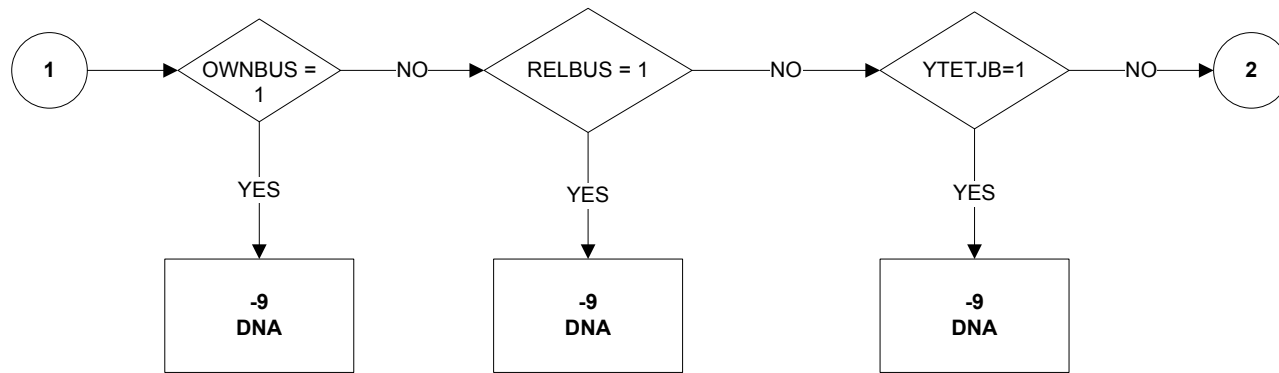 1
OWNBUS =
1
NO
RELBUS = 1
NO
YTETJB=1
NO
2
YES
YES
YES
-9
DNA
-9
DNA
-9
DNA